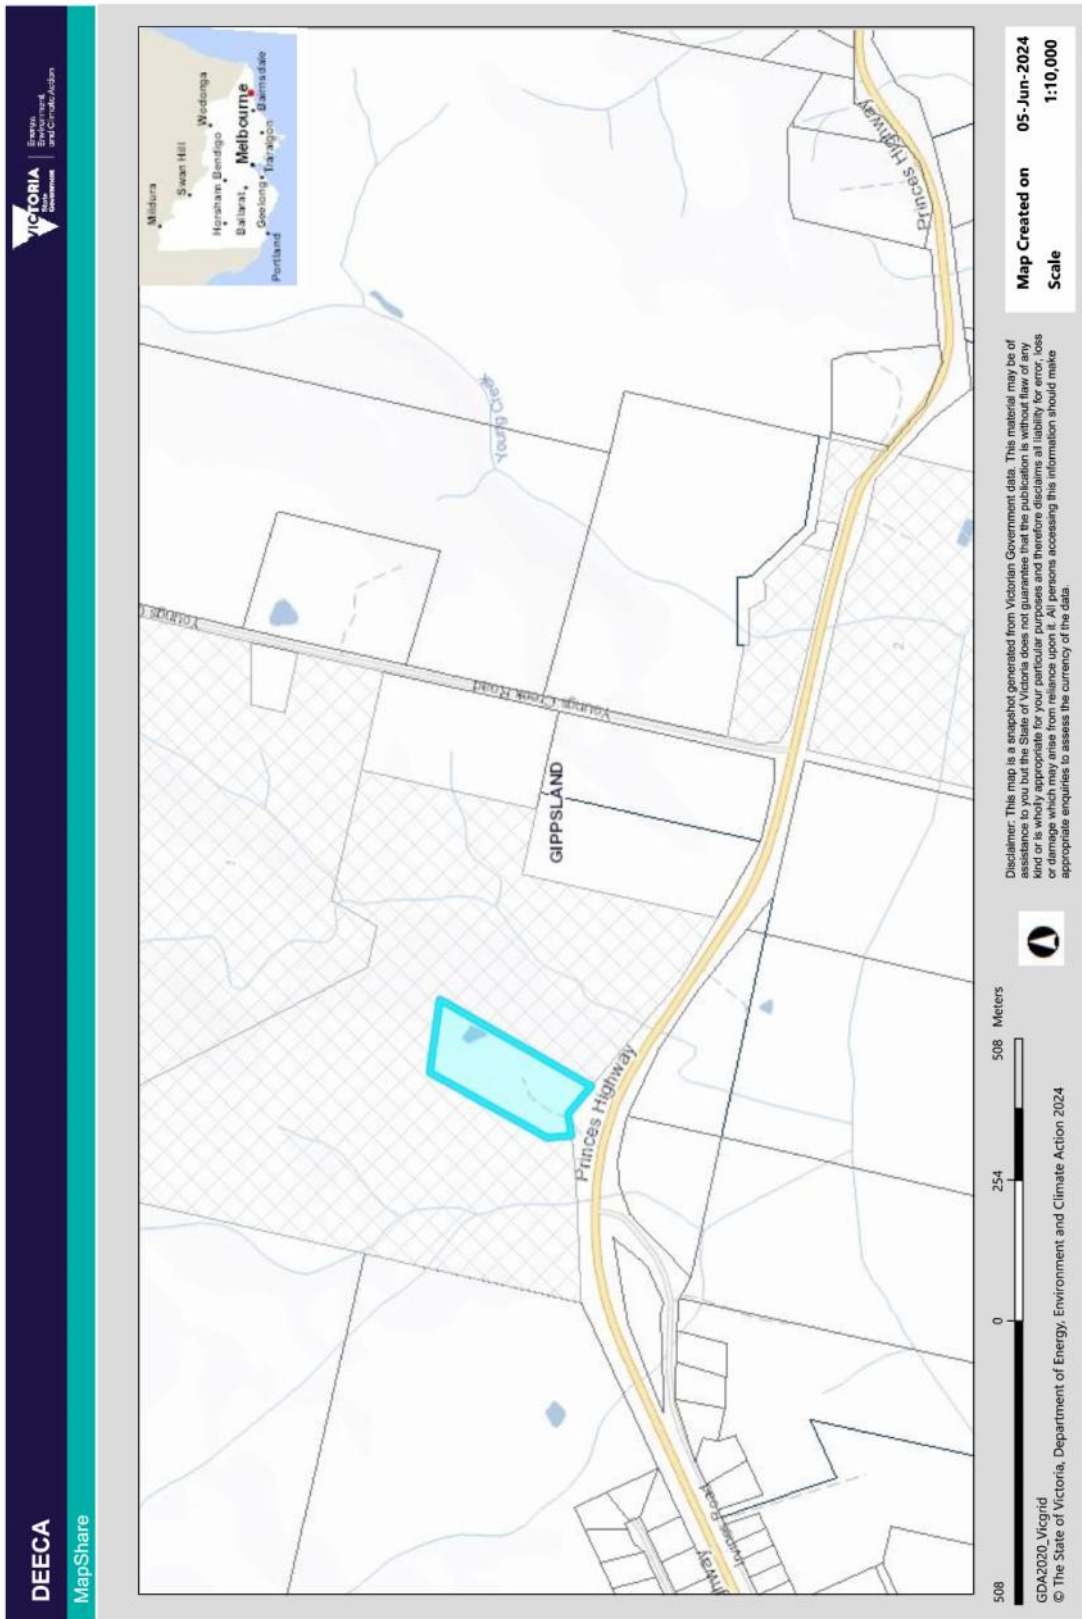 DEECA
MapShare
VICTORIA
State
Government
Energy,
Environment
and Climate Action
Mildura
Swan Hill
Wodonga
Horsham
Bendigo
Ballarat
Melbourne
Geelong
Traralgon
Bairnsdale
Portland
Youngs C
Youngs
Young Creek
Youngs Creek Road
Youngs
1
GIPPSLAND
2
Princes Highway
Princes Highway
Highway
Road
508 0 254 508 Meters
GDA2020_Vicgrid
© The State of Victoria, Department of Energy, Environment and Climate Action 2024
Disclaimer: This map is a snapshot generated from Victorian Government data. This material may be of
assistance to you but the State of Victoria does not guarantee that the publication is without flaw of any
kind or is wholly appropriate for your particular purposes and therefore disclaims all liability for error, loss
or damage which may arise from reliance upon it. All persons accessing this information should make
appropriate enquiries to assess the currency of the data.
Map Created on 05-Jun-2024
Scale 1:10,000